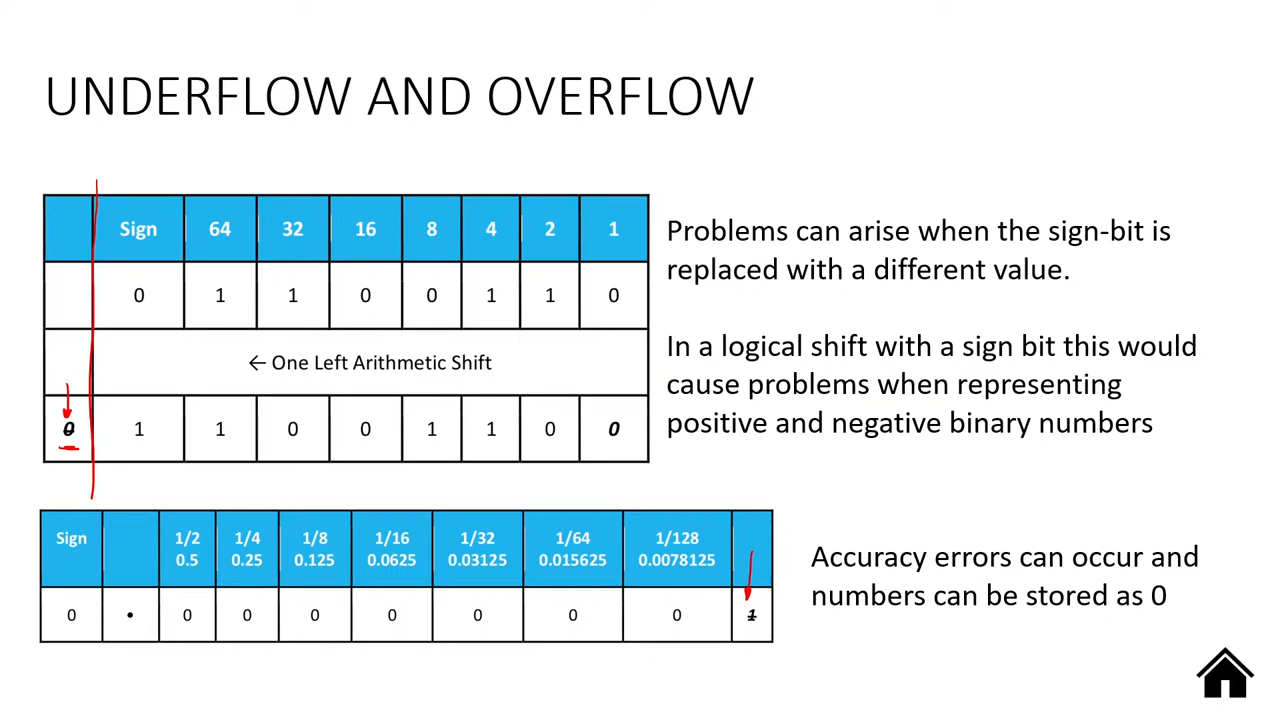 UNDERFLOW AND OVERFLOW
Sign 64 32 16 8 4 2 1
0 1 1 0 0 1 1 0
← One Left Arithmetic Shift
0 1 1 0 0 1 1 0 0
Problems can arise when the sign-bit is
replaced with a different value.
In a logical shift with a sign bit this would
cause problems when representing
positive and negative binary numbers
Sign 1/2 1/4 1/8 1/16 1/32 1/64 1/128
0.5 0.25 0.125 0.0625 0.03125 0.015625 0.0078125
0 • 0 0 0 0 0 0 0 1
Accuracy errors can occur and
numbers can be stored as 0